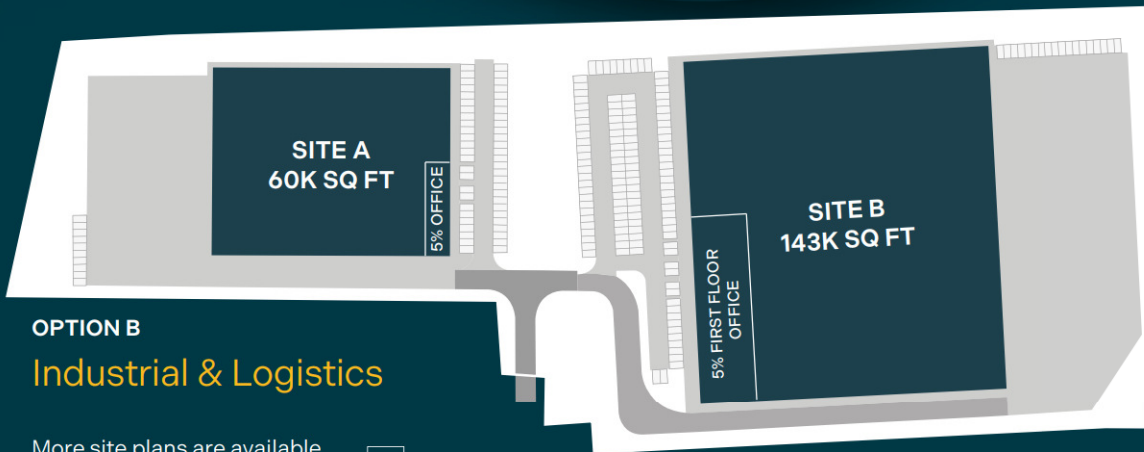 SITE A
60K SQ FT
5% OFFICE
SITE B
143K SQ FT
5% FIRST FLOOR
OFFICE
OPTION B
Industrial & Logistics
More site plans are available